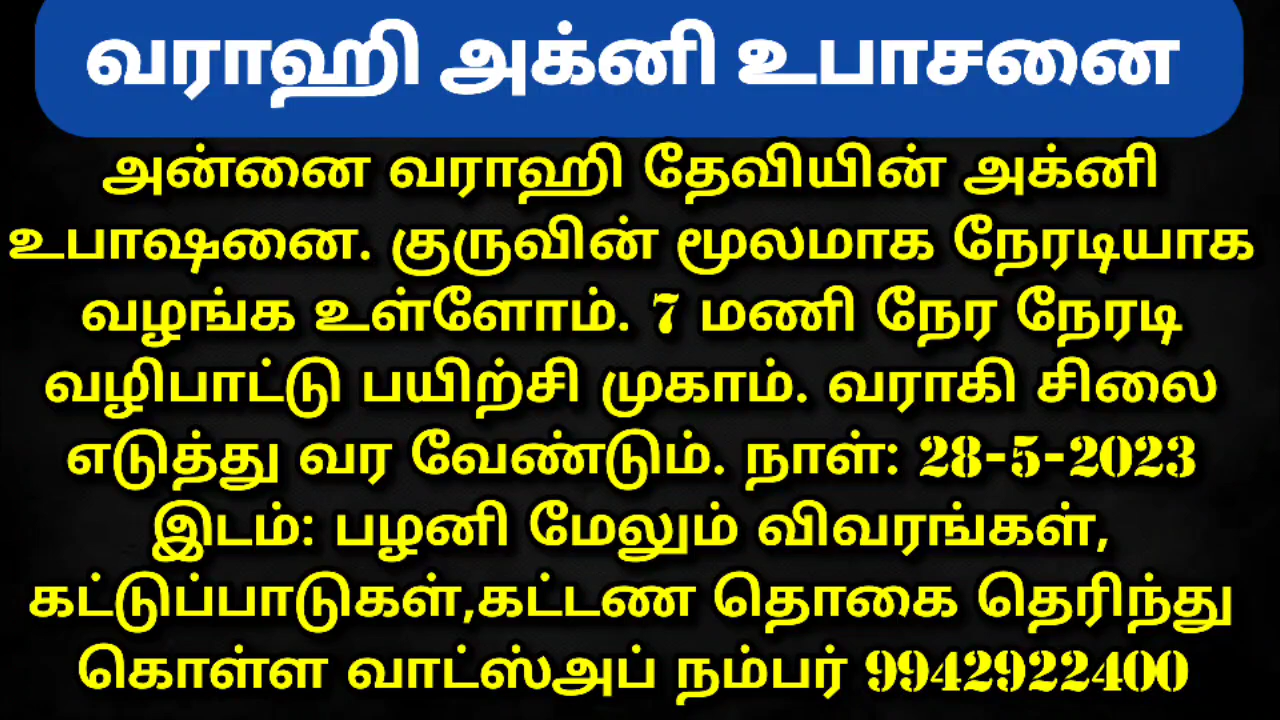 வராஹி அக்னி உபாசனை
அன்னை வராஹி தேவியின் அக்னி
உபாஷனை. குருவின் மூலமாக நேரடியாக
வழங்க உள்ளோம். 7 மணி நேர நேரடி
வழிபாட்டு பயிற்சி முகாம். வராகி சிலை
எடுத்து வர வேண்டும். நாள்: 28-5-2023
இடம்: பழனி மேலும் விவரங்கள்,
கட்டுப்பாடுகள்,கட்டண தொகை தெரிந்து
கொள்ள வாட்ஸ்அப் நம்பர் 9942922400